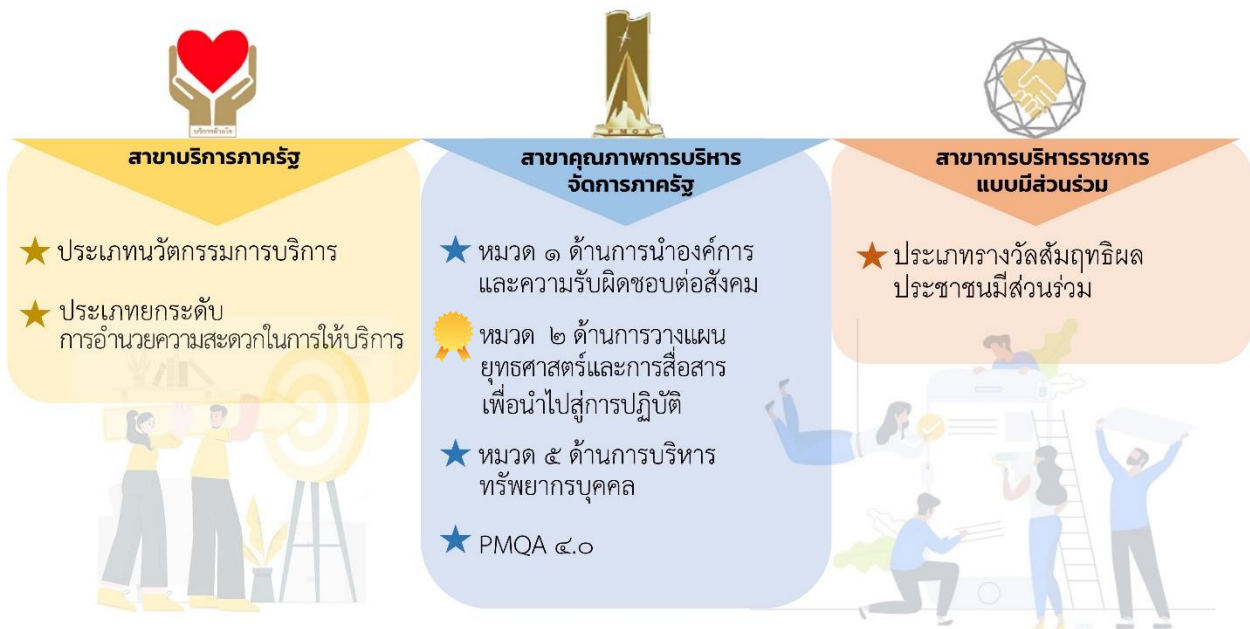 บริการด้วยใจ
PMQA
สาขาบริการภาครัฐ
ประเภทนวัตกรรมการบริการ
ประเภทยกระดับ
การอำนวยความสะดวกในการให้บริการ
สาขาคุณภาพการบริหาร
จัดการภาครัฐ
หมวด ๑ ด้านการนำองค์การ
และความรับผิดชอบต่อสังคม
หมวด ๒ ด้านการวางแผน
ยุทธศาสตร์และการสื่อสาร
เพื่อนำไปสู่การปฏิบัติ
หมวด ๕ ด้านการบริหาร
ทรัพยากรบุคคล
PMQA ๔.๐
สาขาการบริหารราชการ
แบบมีส่วนร่วม
ประเภทรางวัลสัมฤทธิผล
ประชาชนมีส่วนร่วม